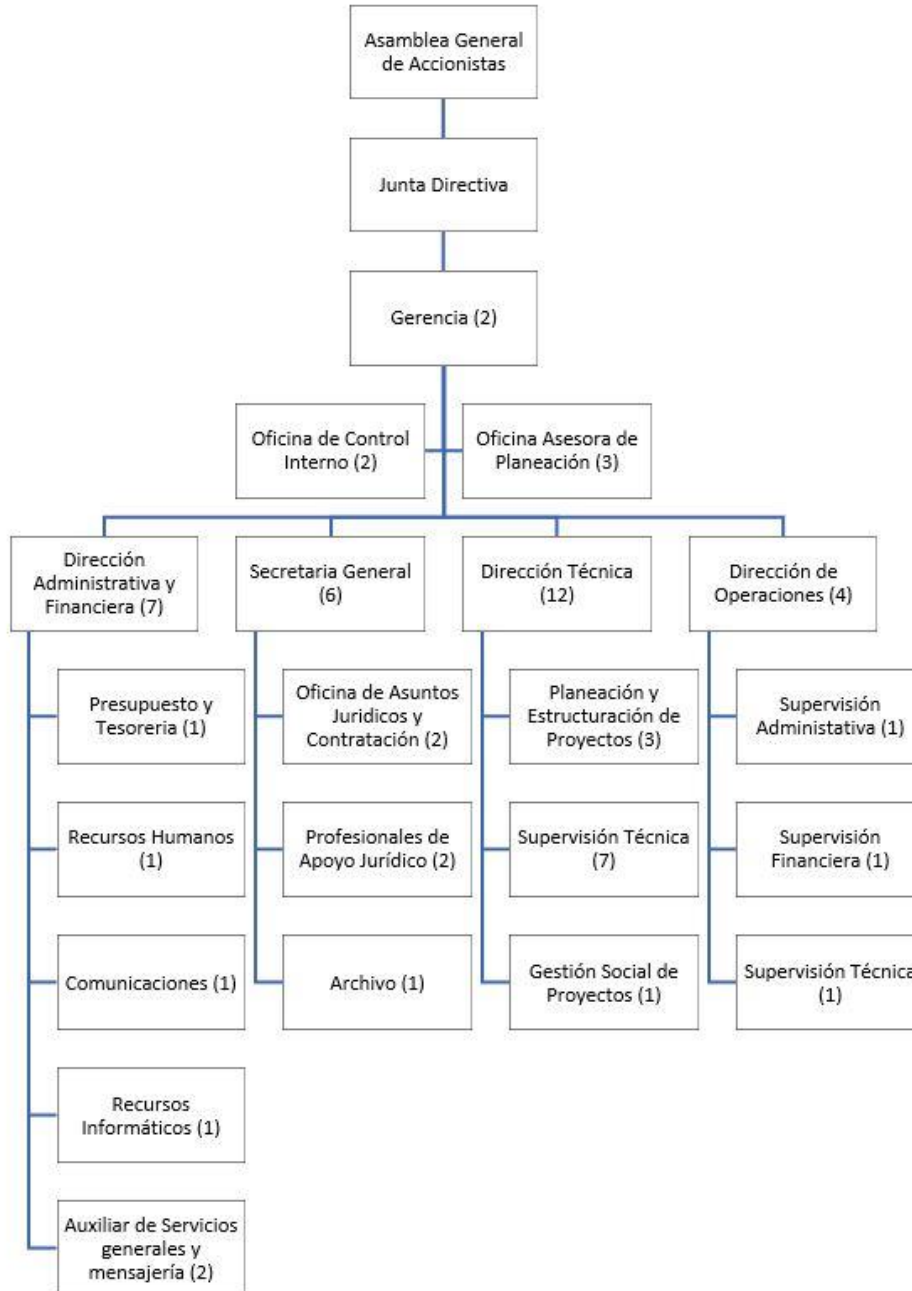 Asamblea General
de Accionistas
Junta Directiva
Gerencia (2)
Oficina de Control
Interno (2)
Oficina Asesora de
Planeación (3)
Dirección
Administrativa y
Financiera (7)
Secretaria General
(6)
Dirección Técnica
(12)
Dirección de
Operaciones (4)
Presupuesto y
Tesoreria (1)
Recursos Humanos
(1)
Comunicaciones (1)
Recursos
Informáticos (1)
Auxiliar de Servicios
generales y
mensajería (2)
Oficina de Asuntos
Juridicos y
Contratación (2)
Profesionales de
Apoyo Jurídico (2)
Archivo (1)
Planeación y
Estructuración de
Proyectos (3)
Supervisión Técnica
(7)
Gestión Social de
Proyectos (1)
Supervisión
Administativa (1)
Supervisión
Financiera (1)
Supervisión Técnica
(1)